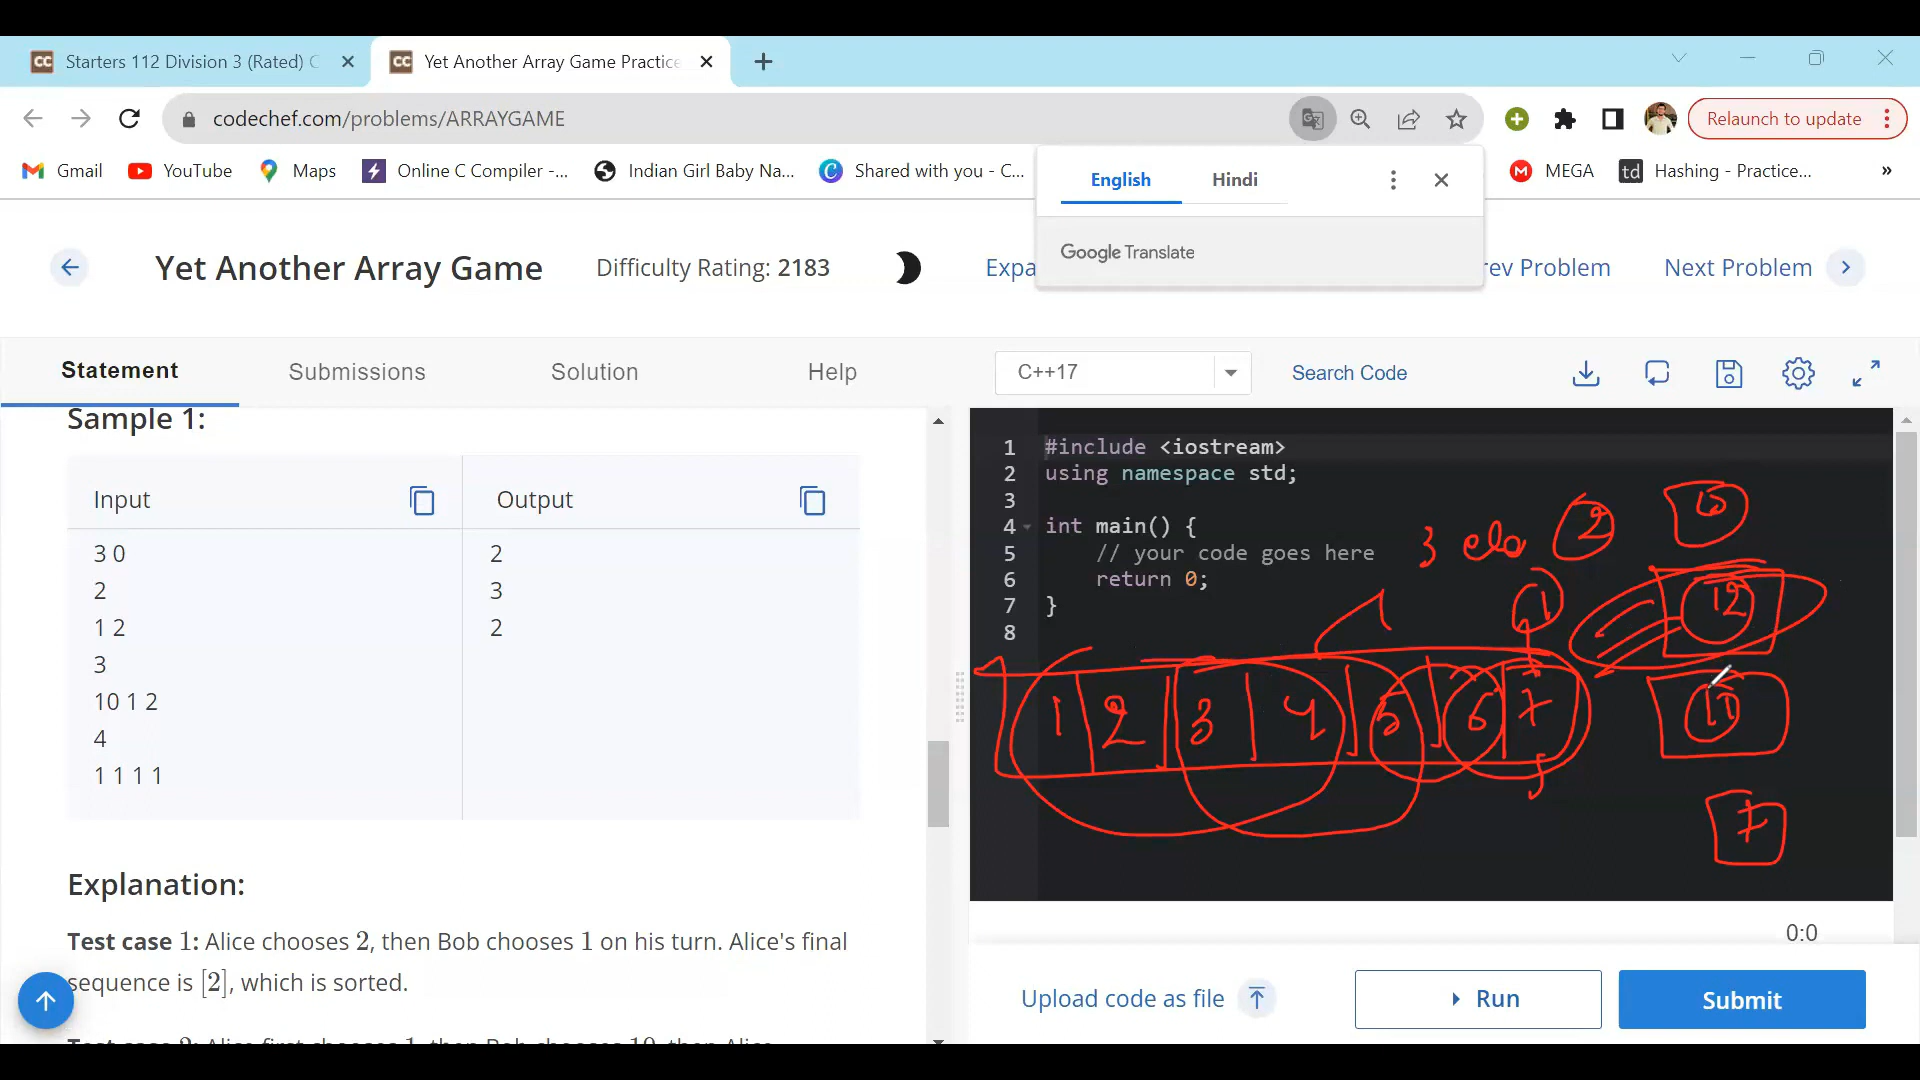 Starters 112 Division 3 (Rated) C
Yet Another Array Game Practice
codechef.com/problems/ARRAYGAME
Relaunch to update
Gmail YouTube Maps Online C Compiler -... Indian Girl Baby Na... Shared with you - C... MEGA td Hashing - Practice... »
English Hindi
Google Translate
Yet Another Array Game Difficulty Rating: 2183 Expa rev Problem Next Problem
Statement Submissions Solution Help
C++17 Search Code
Sample 1:
Input Output
3 0
2
1 2
3
10 1 2
4
1 1 1 1
2
3
2
Explanation:
Test case 1: Alice chooses 2, then Bob chooses 1 on his turn. Alice's final
sequence is [2], which is sorted.
1 #include <iostream>
2 using namespace std;
3
4 int main() {
5 // your code goes here
6 return 0;
7 }
8
3 2 10
1 12
1 2 3 4 5 6 7 11
7
0:0
Upload code as file Run Submit